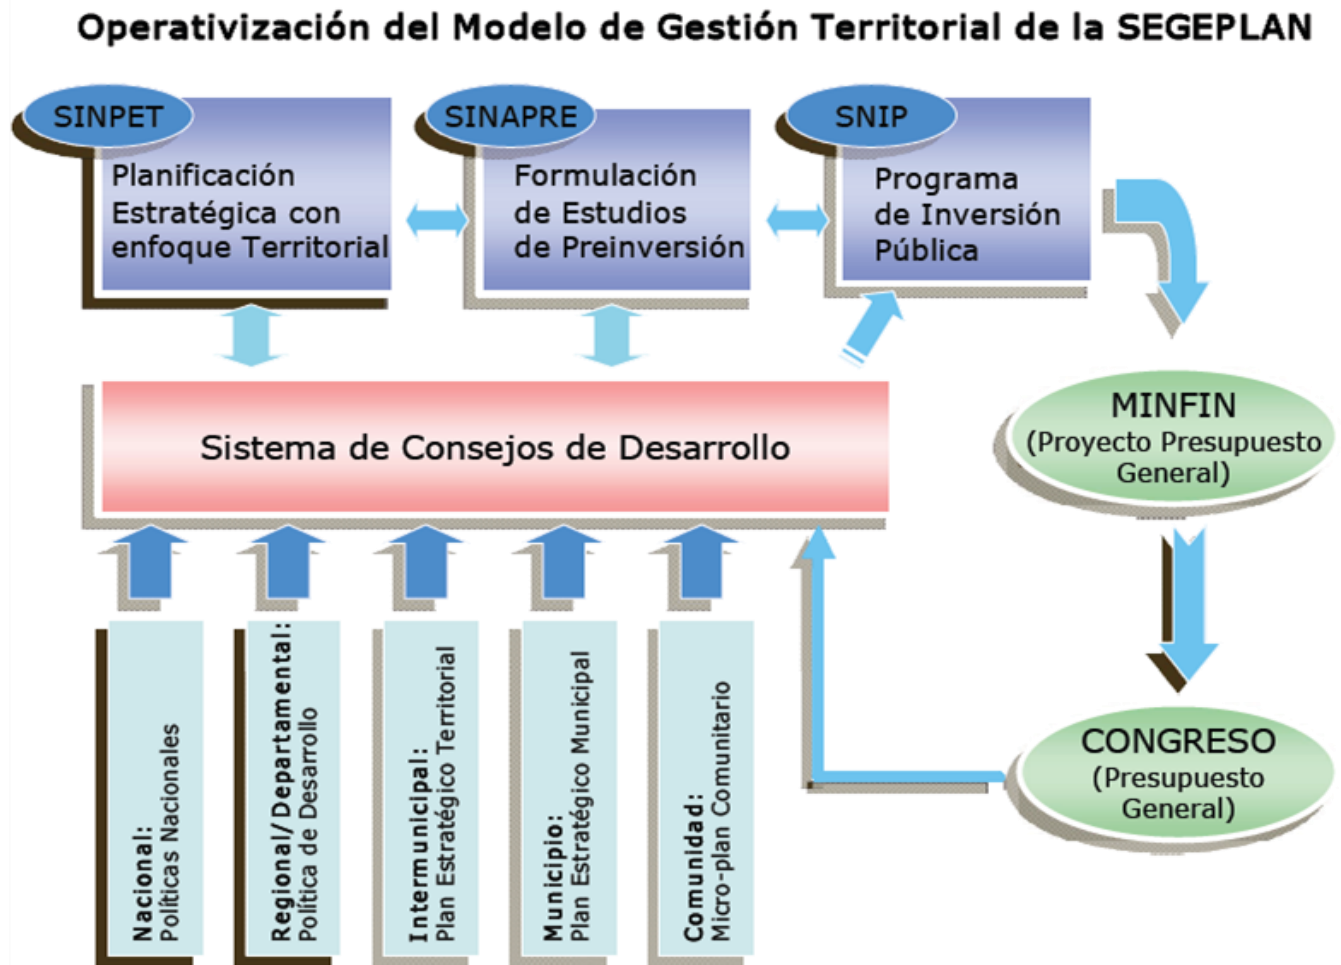 Operativización del Modelo de Gestión Territorial de la SEGEPLAN
SINPET
Planificación
Estratégica con
enfoque Territorial
SINAPRE
Formulación
de Estudios
de Preinversión
SNIP
Programa
de Inversión
Pública
MINFIN
(Proyecto Presupuesto
General)
Sistema de Consejos de Desarrollo
CONGRESO
(Presupuesto
General)
Nacional:
Políticas Nacionales
Regional/Departamental:
Política de Desarrollo
Intermunicipal:
Plan Estratégico Territorial
Municipio:
Plan Estratégico Municipal
Comunidad:
Micro-plan Comunitario